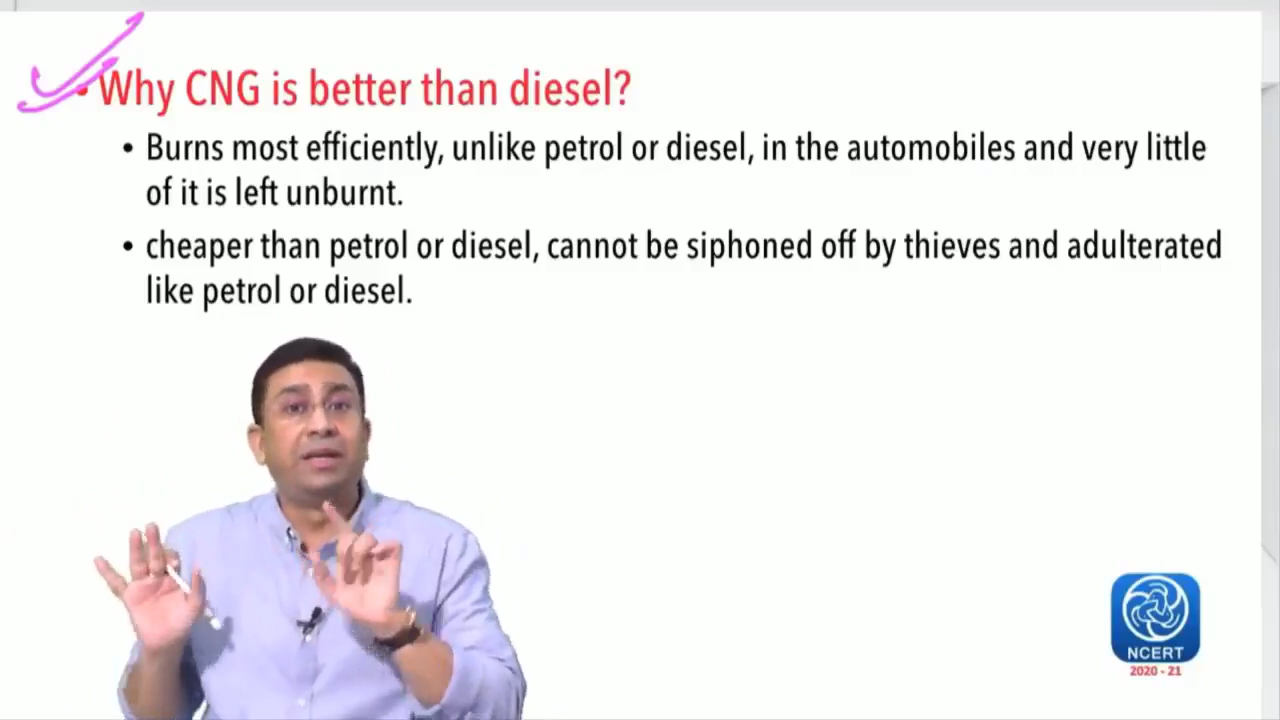 • Why CNG is better than diesel?
• Burns most efficiently, unlike petrol or diesel, in the automobiles and very little
of it is left unburnt.
• cheaper than petrol or diesel, cannot be siphoned off by thieves and adulterated
like petrol or diesel.
NCERT
2020 - 21